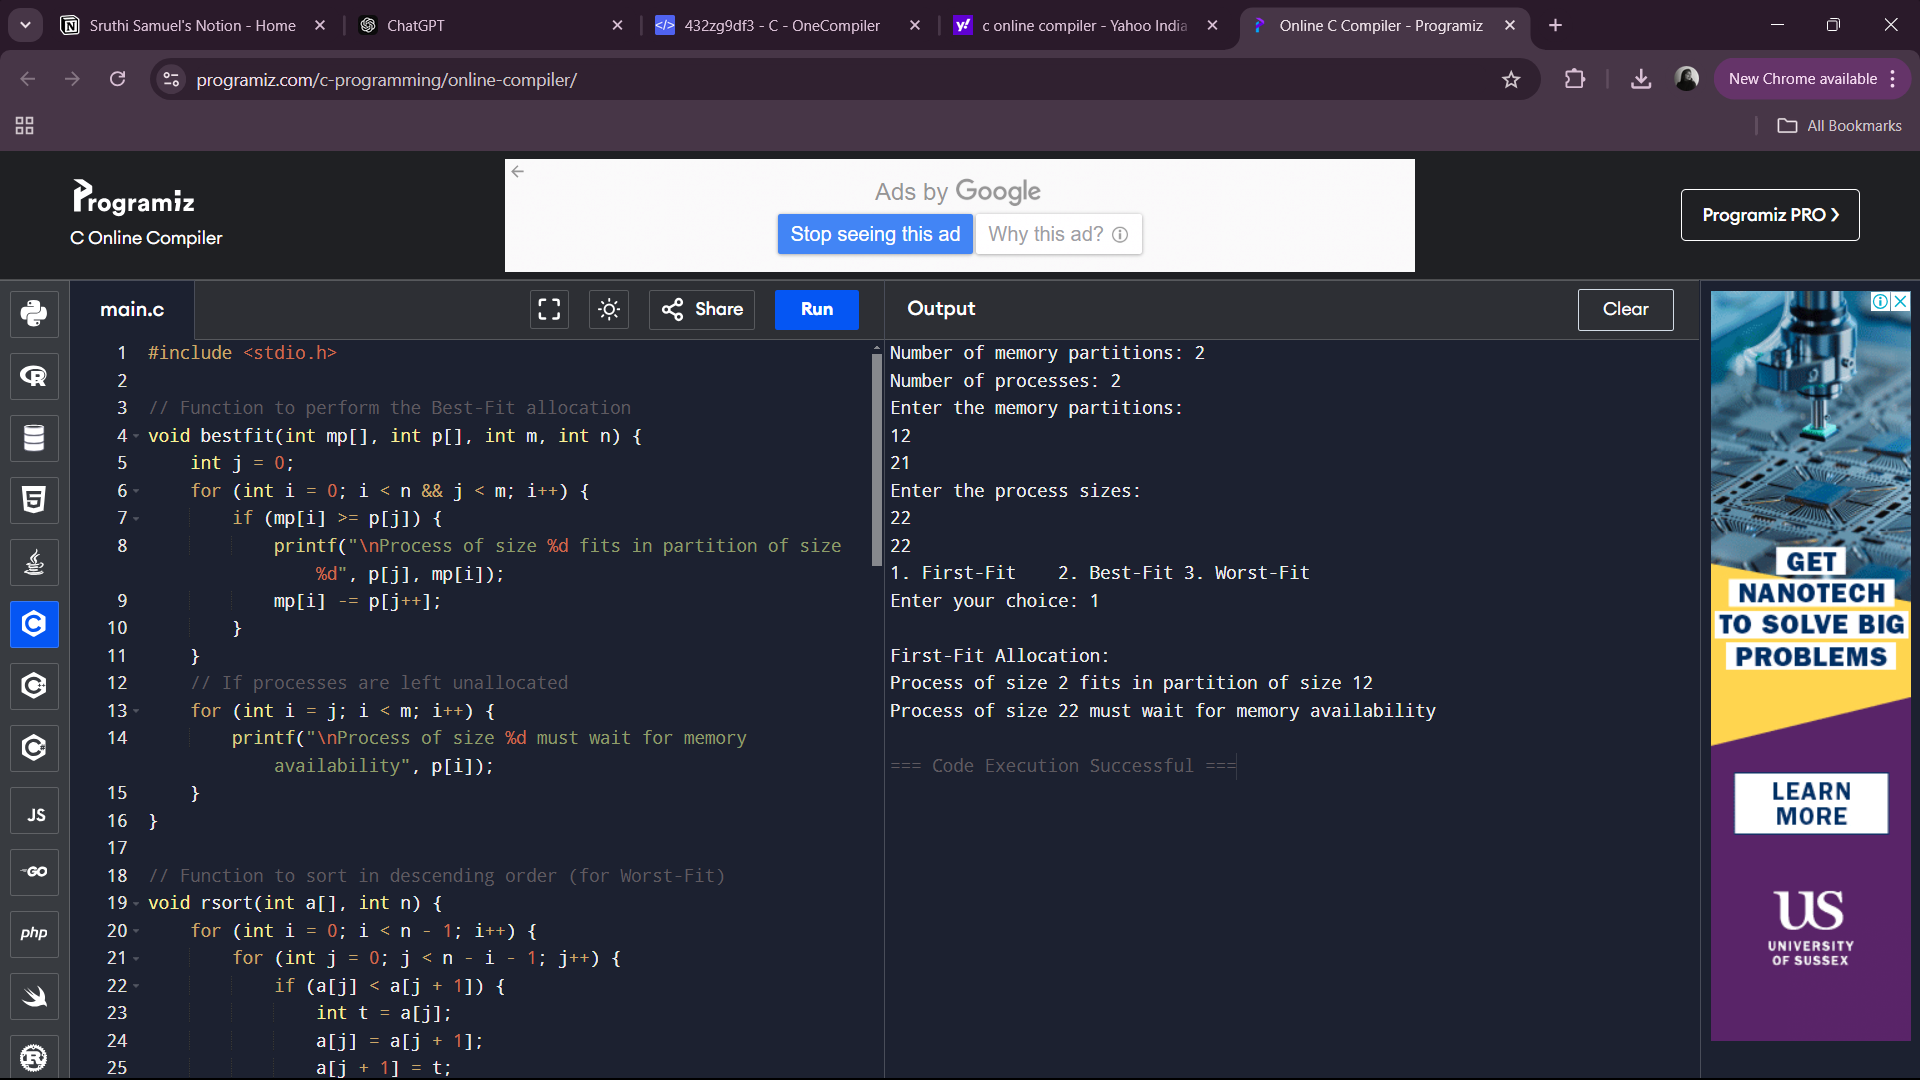 Sruthi Samuel's Notion - Home
ChatGPT
432zg9df3 - C - OneCompiler
c online compiler - Yahoo India
Online C Compiler - Programiz
programiz.com/c-programming/online-compiler/
New Chrome available
All Bookmarks
Programiz
C Online Compiler
Ads by Google
Stop seeing this ad
Why this ad?
Programiz PRO >
main.c
Share
Run
Output
Clear
1 #include <stdio.h>
2
3 // Function to perform the Best-Fit allocation
4 void bestfit(int mp[], int p[], int m, int n) {
5 int j = 0;
6 for (int i = 0; i < n && j < m; i++) {
7 if (mp[i] >= p[j]) {
8 printf("\nProcess of size %d fits in partition of size
%d", p[j], mp[i]);
9 mp[i] -= p[j++];
10 }
11 }
12 // If processes are left unallocated
13 for (int i = j; i < m; i++) {
14 printf("\nProcess of size %d must wait for memory
availability", p[i]);
15 }
16 }
17
18 // Function to sort in descending order (for Worst-Fit)
19 void rsort(int a[], int n) {
20 for (int i = 0; i < n - 1; i++) {
21 for (int j = 0; j < n - i - 1; j++) {
22 if (a[j] < a[j + 1]) {
23 int t = a[j];
24 a[j] = a[j + 1];
25 a[j + 1] = t;
Number of memory partitions: 2
Number of processes: 2
Enter the memory partitions:
12
21
Enter the process sizes:
22
22
1. First-Fit 2. Best-Fit 3. Worst-Fit
Enter your choice: 1
First-Fit Allocation:
Process of size 2 fits in partition of size 12
Process of size 22 must wait for memory availability
=== Code Execution Successful ===
JS
GO
php
GET
NANOTECH
TO SOLVE BIG
PROBLEMS
LEARN
MORE
US
UNIVERSITY
OF SUSSEX